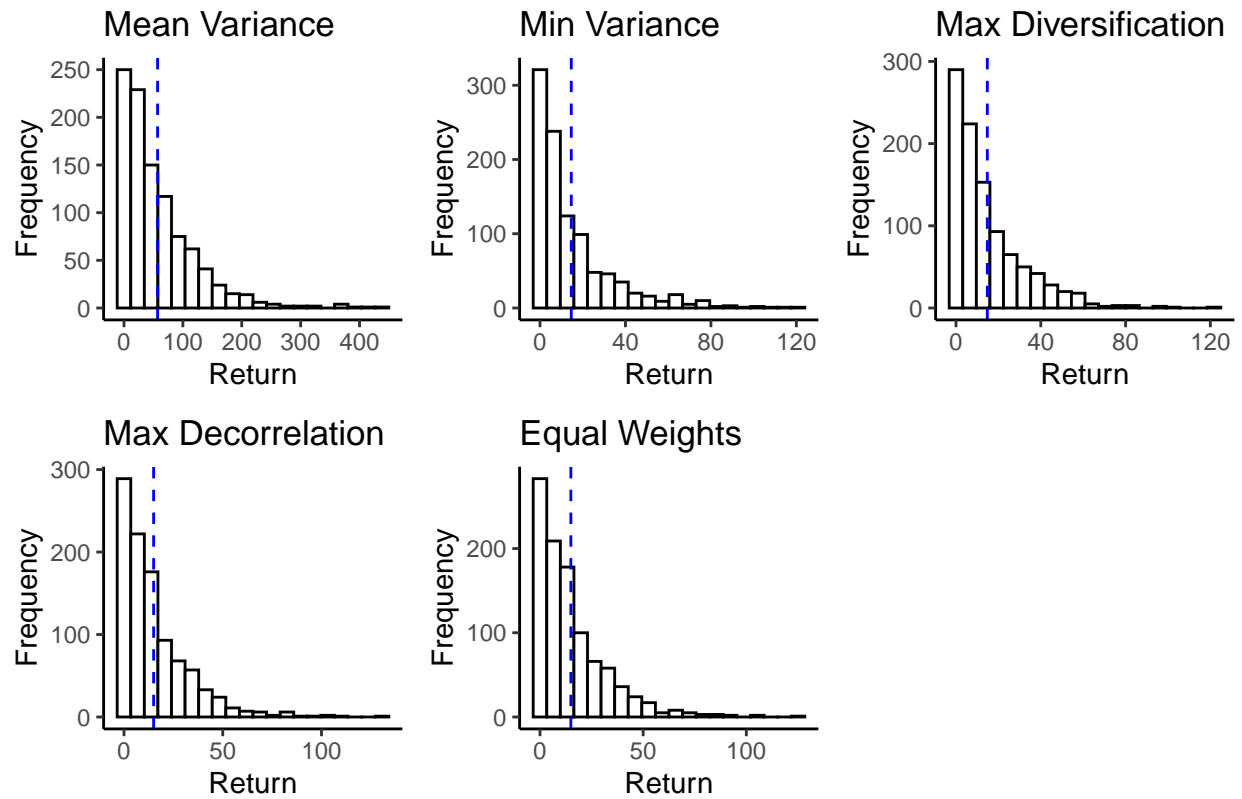 Mean Variance
Min Variance
Max Diversification
250
200
150
100
50
0
Frequency
0 100 200 300 400
Return
300
200
100
0
Frequency
0 40 80 120
Return
300
200
100
0
Frequency
0 40 80 120
Return
Max Decorrelation
Equal Weights
300
200
100
0
Frequency
0 50 100
Return
200
100
0
Frequency
0 50 100
Return